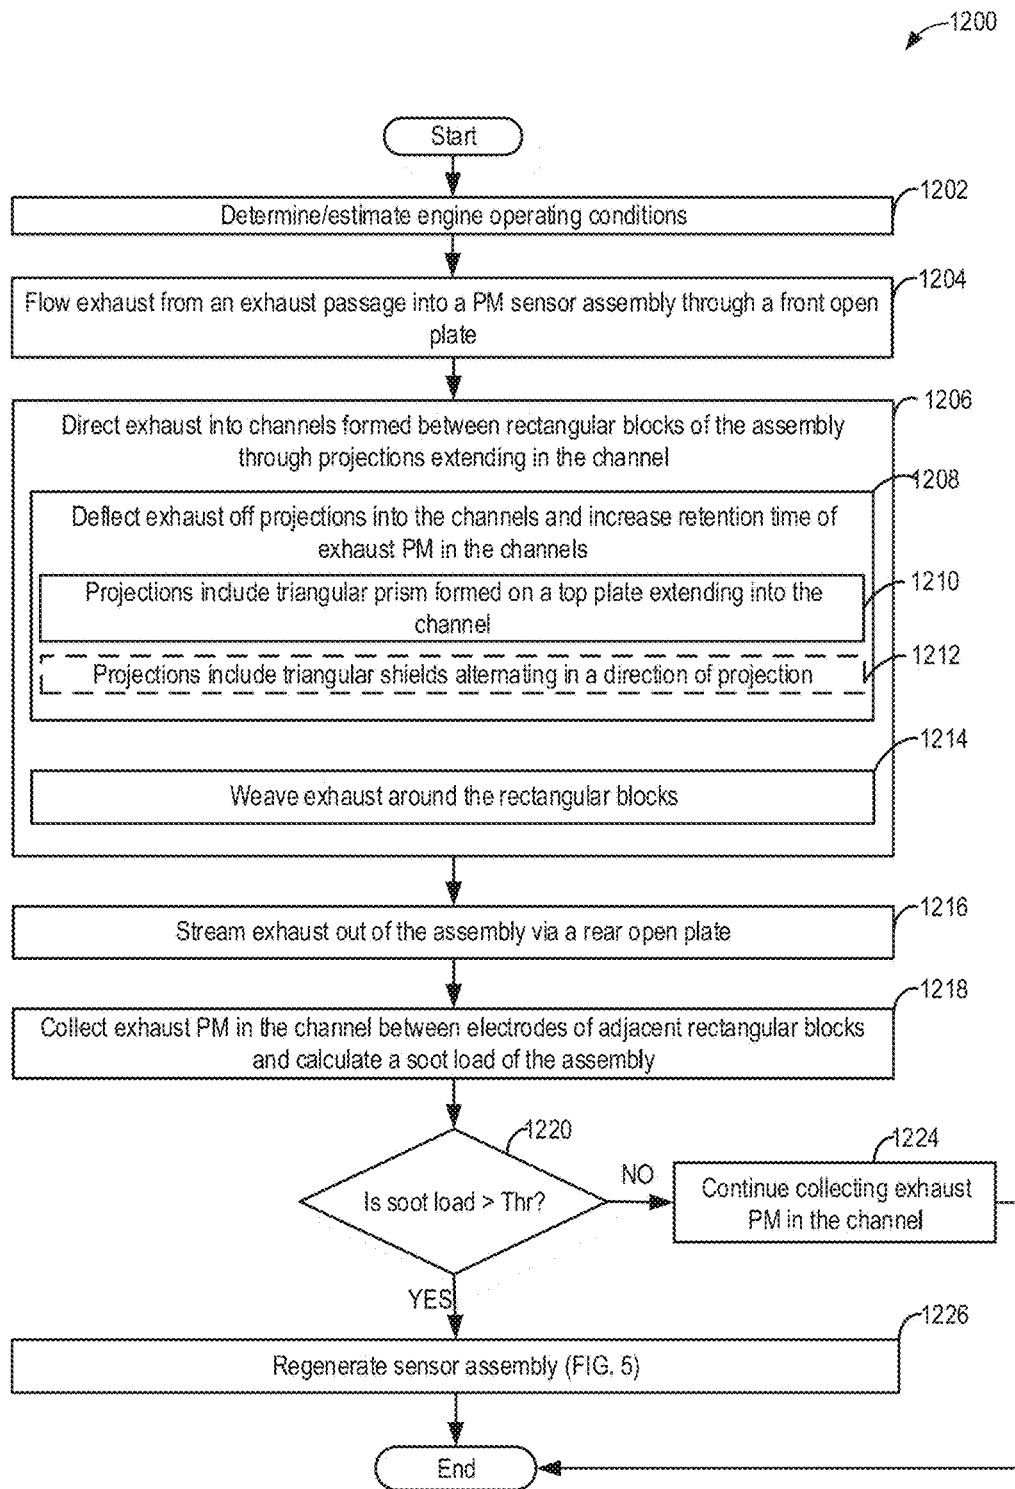 1200
Start
1202
Determine/estimate engine operating conditions
1204
Flow exhaust from an exhaust passage into a PM sensor assembly through a front open
plate
1206
Direct exhaust into channels formed between rectangular blocks of the assembly
through projections extending in the channel
1208
Deflect exhaust off projections into the channels and increase retention time of
exhaust PM in the channels
1210
Projections include triangular prism formed on a top plate extending into the
channel
1212
Projections include triangular shields alternating in a direction of projection
1214
Weave exhaust around the rectangular blocks
1216
Stream exhaust out of the assembly via a rear open plate
1218
Collect exhaust PM in the channel between electrodes of adjacent rectangular blocks
and calculate a soot load of the assembly
1220
Is soot load > Thr?
NO
1224
Continue collecting exhaust
PM in the channel
YES
1226
Regenerate sensor assembly (FIG. 5)
End